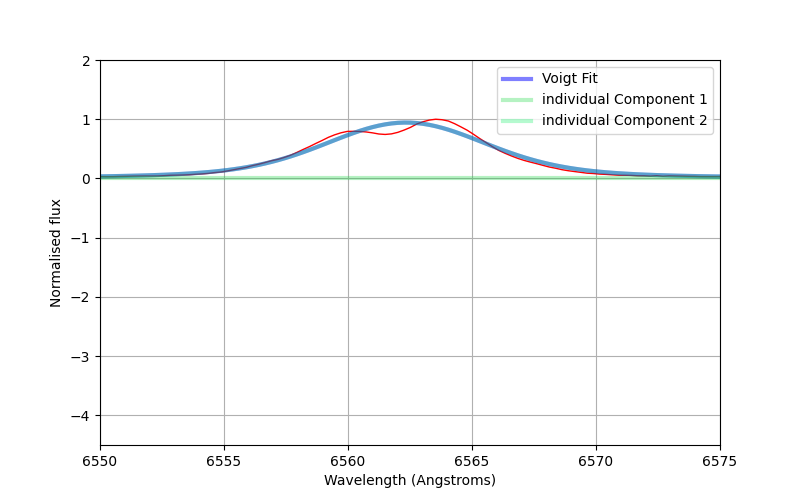 Voigt Fit
individual Component 1
individual Component 2
2
1
0
−1
−2
−3
−4
Normalised flux
6550 6555 6560 6565 6570 6575
Wavelength (Angstroms)